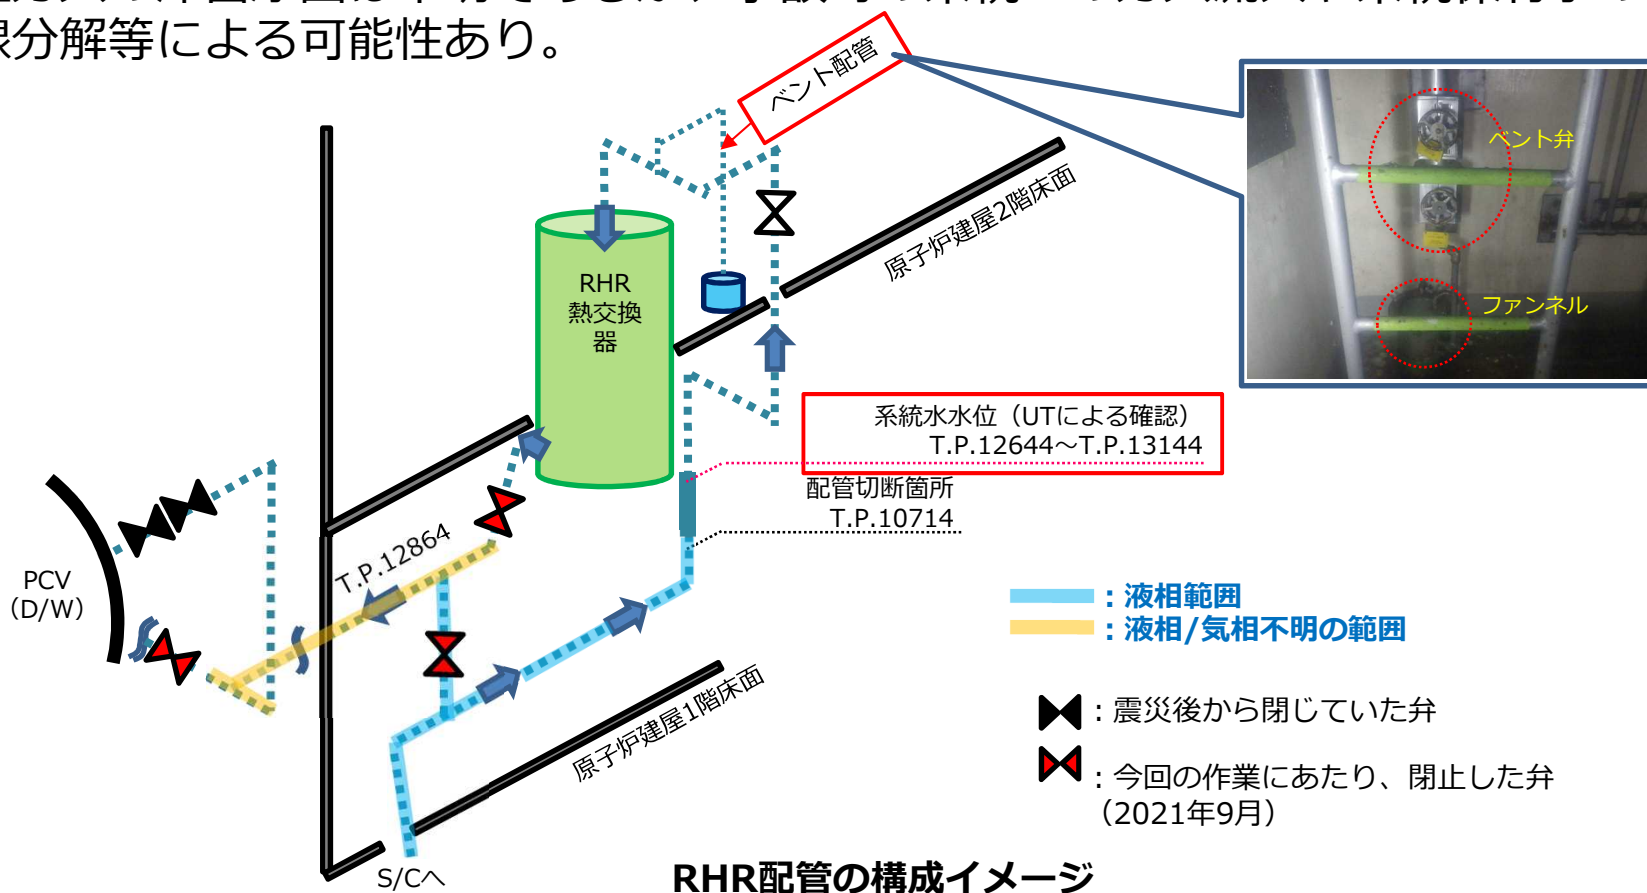 線分解等による可能性あり。
ベント配管
ベント弁
ファンネル
原子炉建屋2階床面
RHR
熱交換
器
系統水水位（UTによる確認）
T.P.12644～T.P.13144
配管切断箇所
T.P.10714
T.P.12864
PCV
（D/W）
：液相範囲
：液相/気相不明の範囲
原子炉建屋1階床面
：震災後から閉じていた弁
：今回の作業にあたり、閉止した弁
（2021年9月）
S/Cへ
RHR配管の構成イメージ